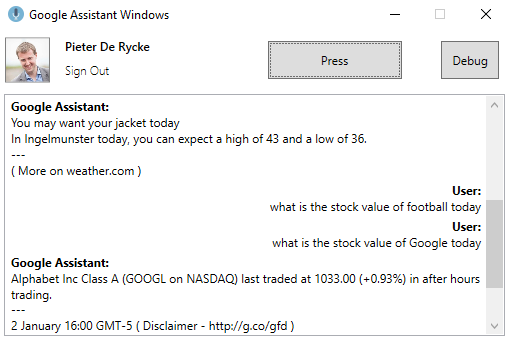 Google Assistant Windows
Pieter De Rycke
Sign Out
Press
Debug
Google Assistant:
You may want your jacket today
In Ingelmunster today, you can expect a high of 43 and a low of 36.
---
( More on weather.com )
User:
what is the stock value of football today
User:
what is the stock value of Google today
Google Assistant:
Alphabet Inc Class A (GOOGL on NASDAQ) last traded at 1033.00 (+0.93%) in after hours
trading.
---
2 January 16:00 GMT-5 ( Disclaimer - http://g.co/gfd )